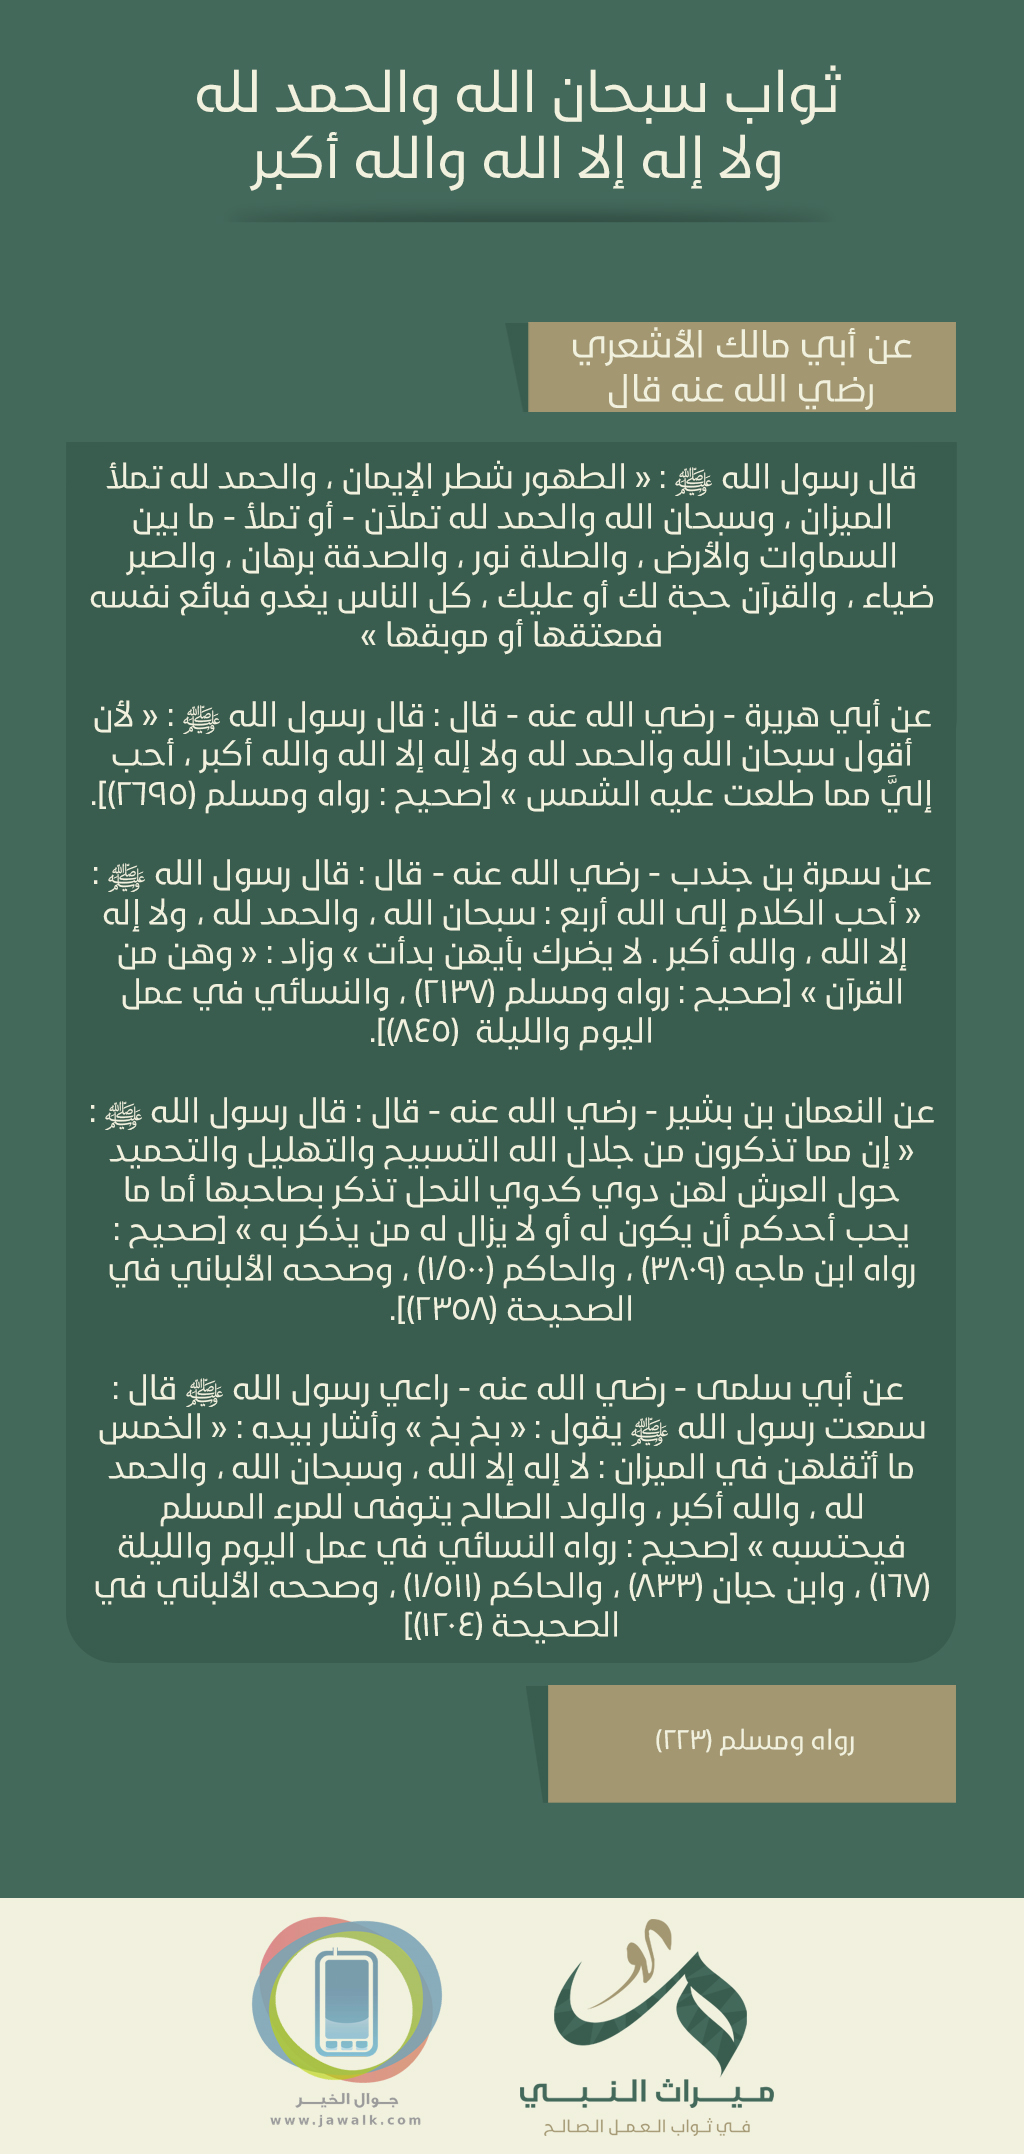 ثواب سبحان الله والحمد لله
ولا إله إلا الله والله أكبر
عن أبي مالك الأشعري
رضي الله عنه قال
قال رسول الله ﷺ : « الطهور شطر الإيمان ، والحمد لله تملأ
الميزان ، وسبحان الله والحمد لله تملآن - أو تملأ - ما بين
السماوات والأرض ، والصلاة نور ، والصدقة برهان ، والصبر
ضياء ، والقرآن حجة لك أو عليك ، كل الناس يغدو فبائع نفسه
فمعتقها أو موبقها »
عن أبي هريرة - رضي الله عنه - قال : قال رسول الله ﷺ : « لأن
أقول سبحان الله والحمد لله ولا إله إلا الله والله أكبر ، أحب
إليَّ مما طلعت عليه الشمس » [صحيح : رواه ومسلم (٢٦٩٥)].
عن سمرة بن جندب - رضي الله عنه - قال : قال رسول الله ﷺ :
« أحب الكلام إلى الله أربع : سبحان الله ، والحمد لله ، ولا إله
إلا الله ، والله أكبر . لا يضرك بأيهن بدأت » وزاد : « وهن من
القرآن » [صحيح : رواه ومسلم (٢١٣٧) ، والنسائي في عمل
اليوم والليلة (٨٤٥)].
عن النعمان بن بشير - رضي الله عنه - قال : قال رسول الله ﷺ :
« إن مما تذكرون من جلال الله التسبيح والتهليل والتحميد
حول العرش لهن دوي كدوي النحل تذكر بصاحبها أما ما
يحب أحدكم أن يكون له أو لا يزال له من يذكر به » [صحيح :
رواه ابن ماجه (٣٨٠٩) ، والحاكم (١/٥٠٠) ، وصححه الألباني في
الصحيحة (٢٣٥٨)].
عن أبي سلمى - رضي الله عنه - راعي رسول الله ﷺ قال :
سمعت رسول الله ﷺ يقول : « بخ بخ » وأشار بيده : « الخمس
ما أثقلهن في الميزان : لا إله إلا الله ، وسبحان الله ، والحمد
لله ، والله أكبر ، والولد الصالح يتوفى للمرء المسلم
فيحتسبه » [صحيح : رواه النسائي في عمل اليوم والليلة
(١٦٧) ، وابن حبان (٨٣٣) ، والحاكم (١/٥١١) ، وصححه الألباني في
الصحيحة (١٢٠٤)]
رواه ومسلم (٢٢٣)
ميراث النبي
في ثواب العمل الصالح
جوال الخير
www.jawalk.com